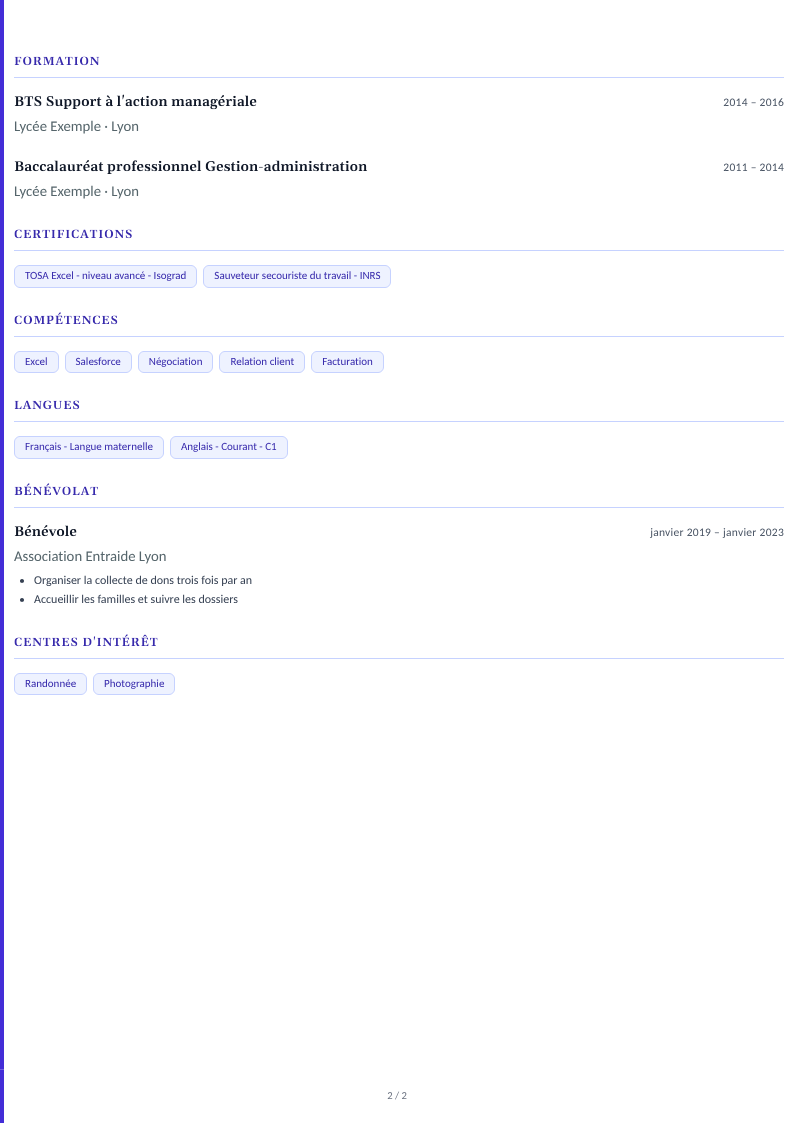 FORMATION
BTS Support à l'action managériale 2014 – 2016
Lycée Exemple · Lyon
Baccalauréat professionnel Gestion-administration 2011 – 2014
Lycée Exemple · Lyon
CERTIFICATIONS
TOSA Excel - niveau avancé - Isograd Sauveteur secouriste du travail - INRS
COMPÉTENCES
Excel Salesforce Négociation Relation client Facturation
LANGUES
Français - Langue maternelle Anglais - Courant - C1
BÉNÉVOLAT
Bénévole janvier 2019 – janvier 2023
Association Entraide Lyon
• Organiser la collecte de dons trois fois par an
• Accueillir les familles et suivre les dossiers
CENTRES D'INTÉRÊT
Randonnée Photographie
2 / 2